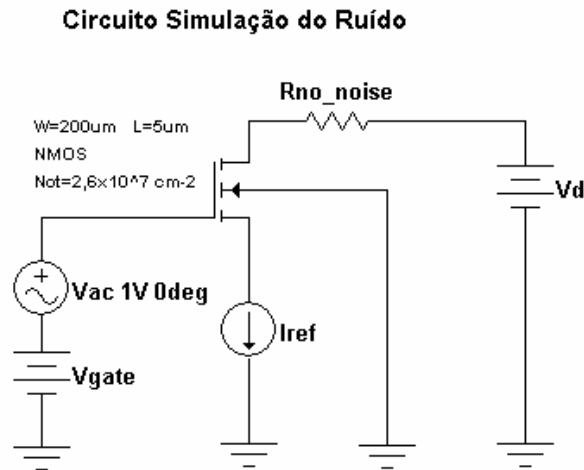 Circuito Simulação do Ruído
Rno_noise
W=200um L=5um
NMOS
Not=2,6x10^7 cm-2
Vd
Vac 1V 0deg
Iref
Vgate